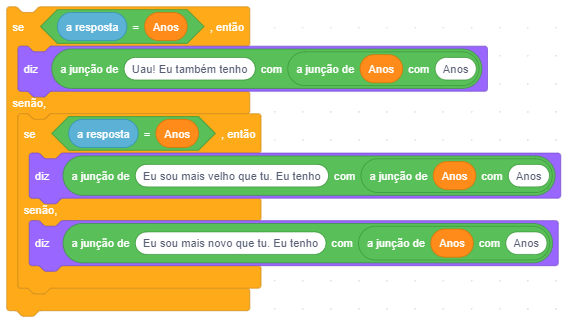 se a resposta = Anos , então
diz a junção de Uau! Eu também tenho com a junção de Anos com Anos
senão,
se a resposta = Anos , então
diz a junção de Eu sou mais velho que tu. Eu tenho com a junção de Anos com Anos
senão,
diz a junção de Eu sou mais novo que tu. Eu tenho com a junção de Anos com Anos